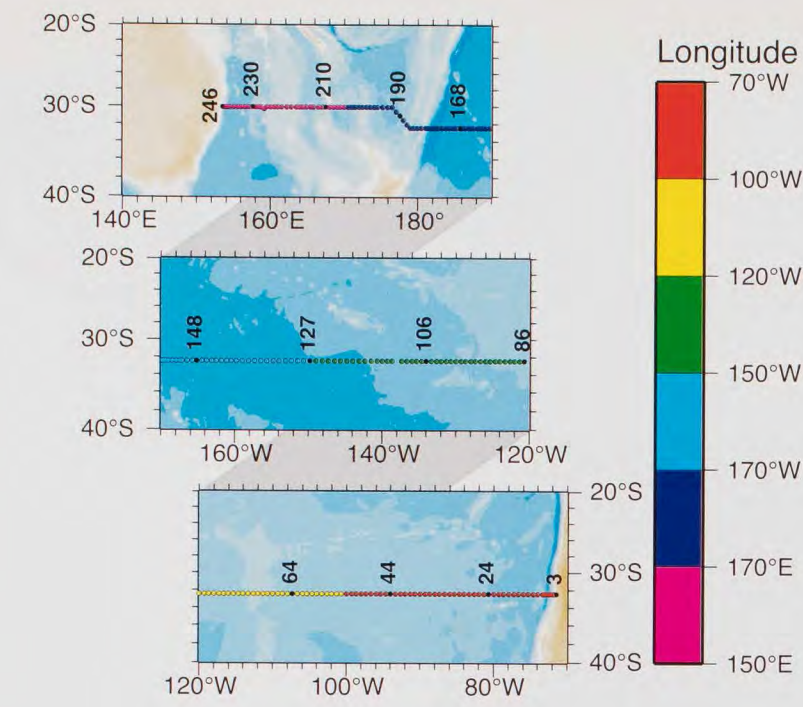 20°S
30°S
40°S
246
230
210
190
168
140°E 160°E 180°
20°S
30°S
40°S
148
127
106
86
160°W 140°W 120°W
20°S
30°S
40°S
64
44
24
3
120°W 100°W 80°W
Longitude
70°W
100°W
120°W
150°W
170°W
170°E
150°E